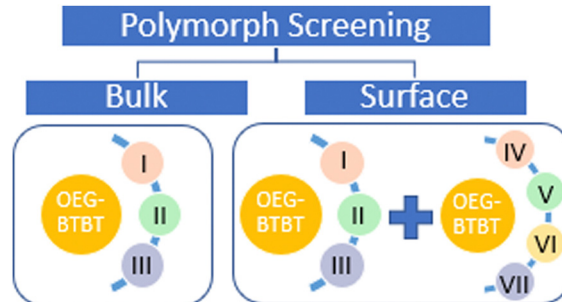 Polymorph Screening
Bulk
Surface
I
OEG-
BTBT
II
III
I
OEG-
BTBT
II
III
IV
OEG-
BTBT
V
VI
VII